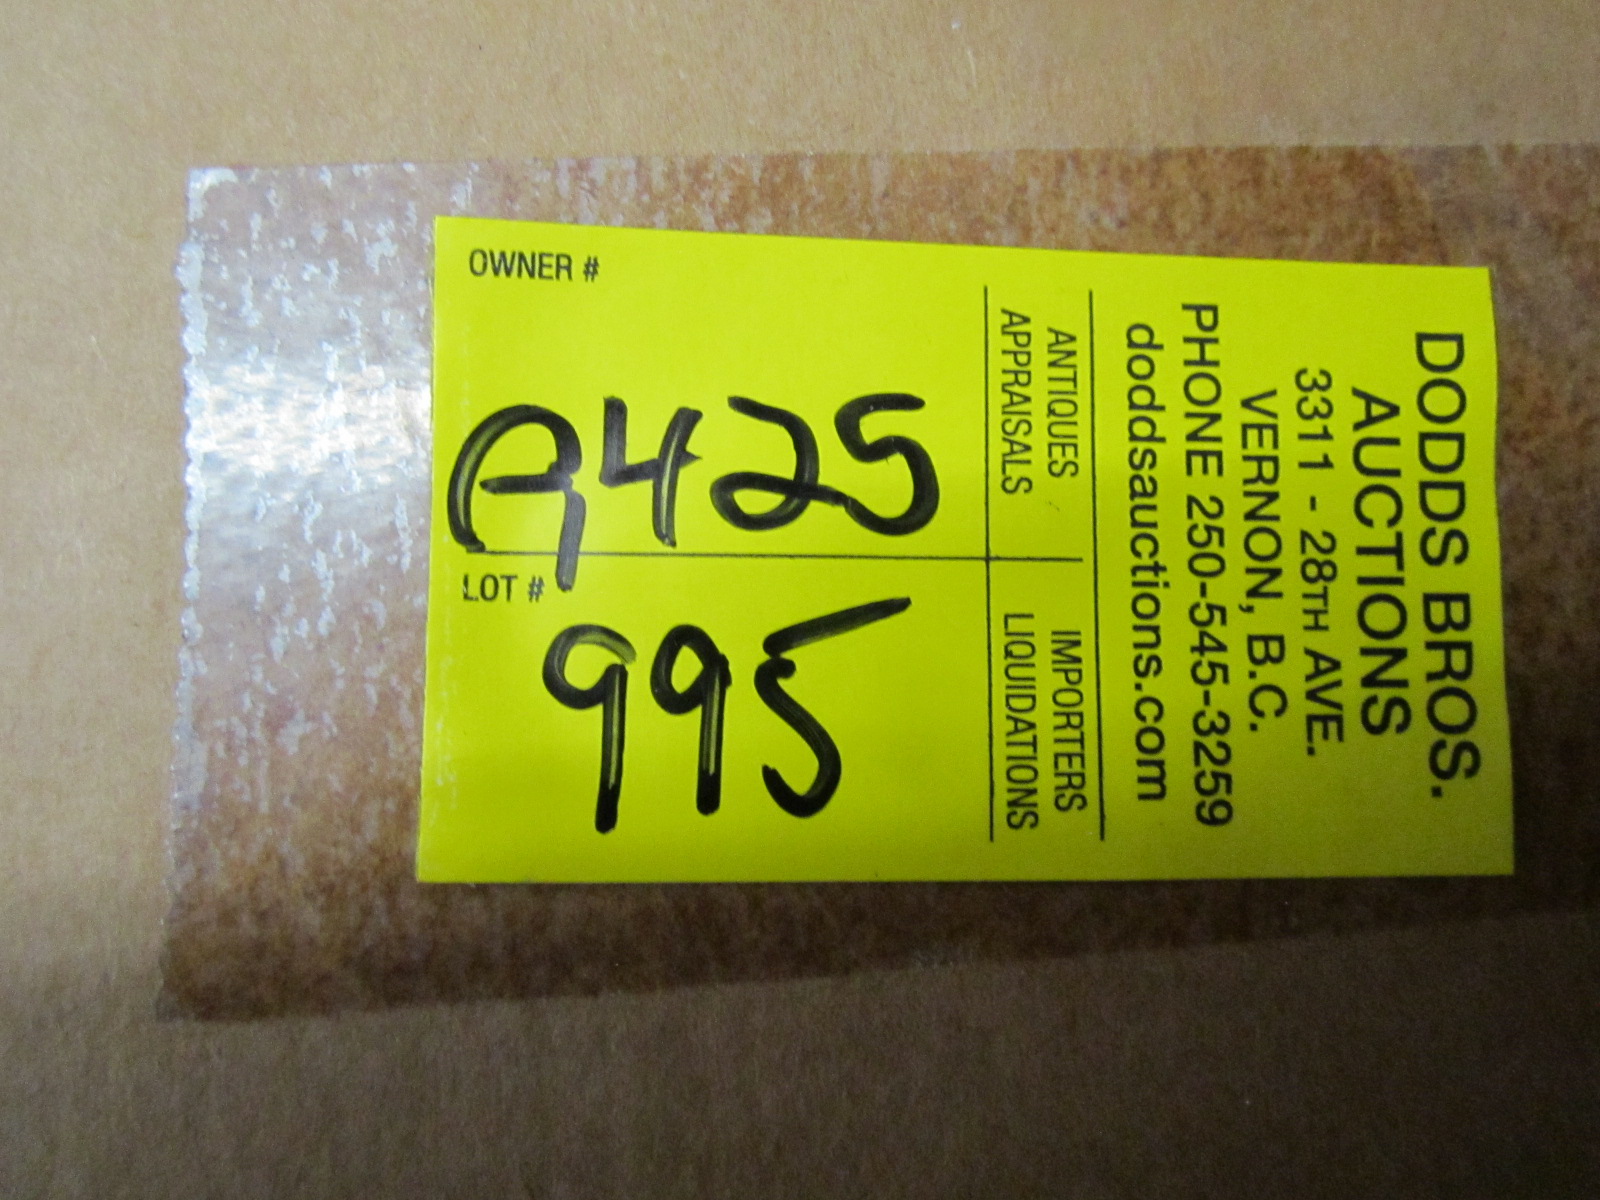 DODDS BROS.
AUCTIONS
3311 - 28TH AVE.
VERNON, B.C.
PHONE 250-545-3259
doddsauctions.com
ANTIQUES
APPRAISALS
IMPORTERS
LIQUIDATIONS
OWNER #
A425
LOT #
995